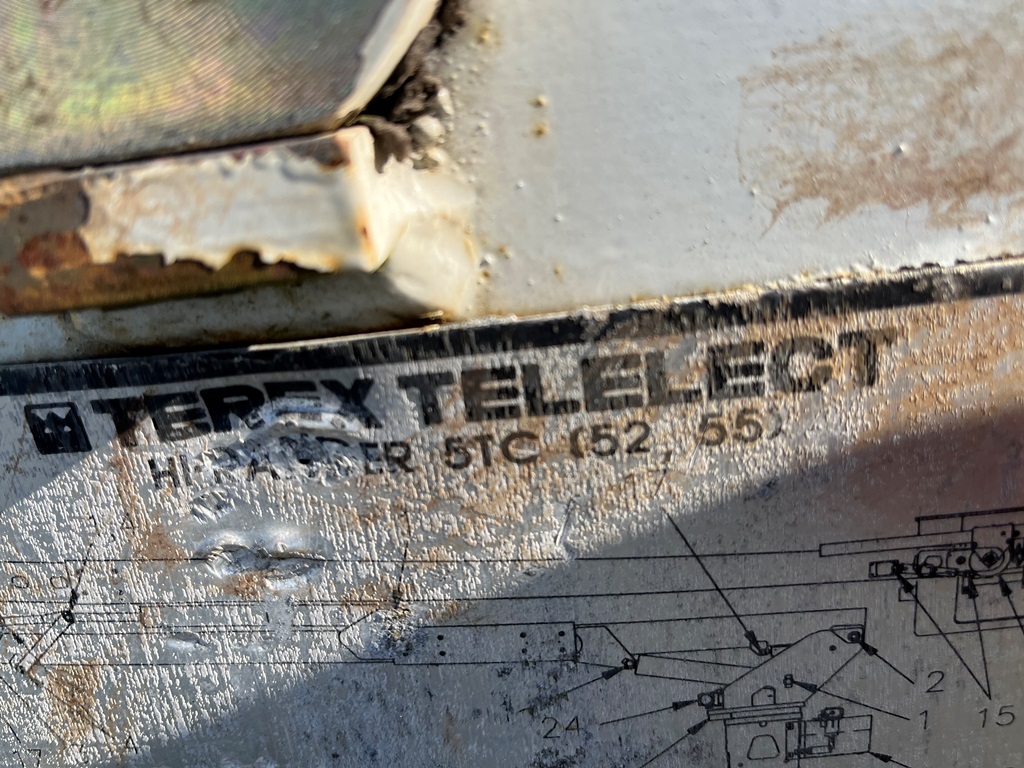 TEREX TELELECT
HI-RANGER 5TC (52, 55)
2
24
1
15